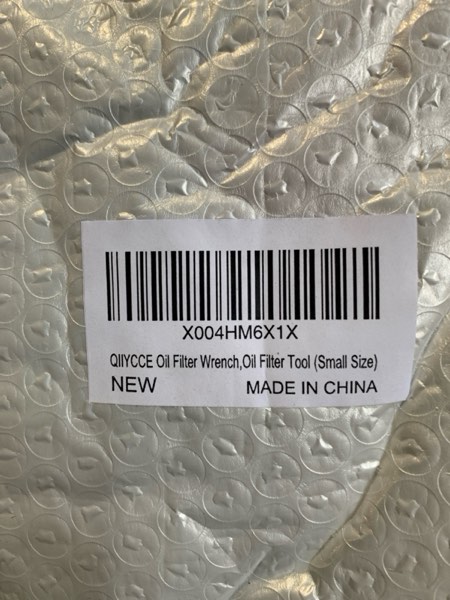 X004HM6X1X
QIIYCCE Oil Filter Wrench,Oil Filter Tool (Small Size)
NEW MADE IN CHINA